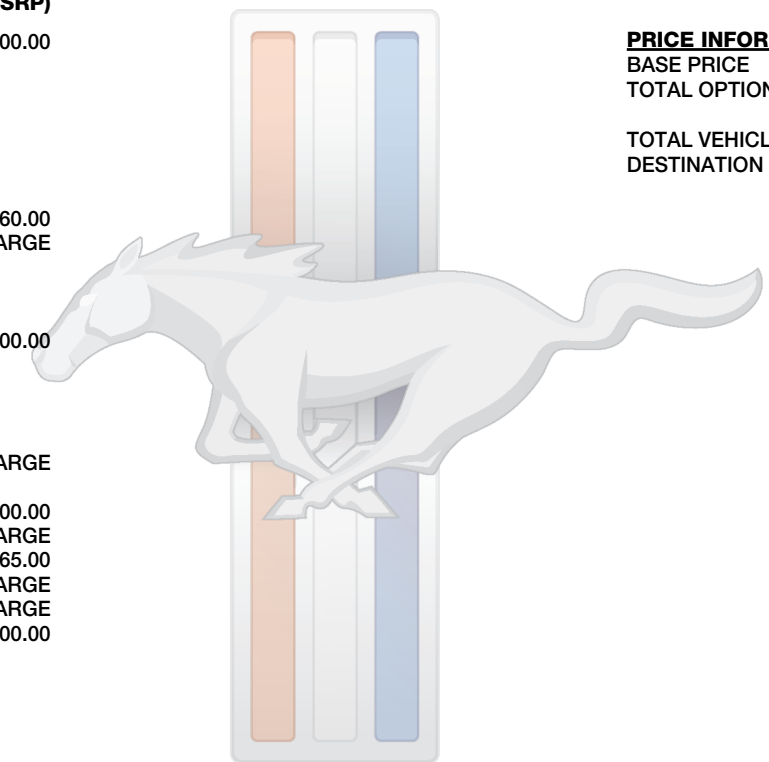 SRP)
00.00
60.00
ARGE
00.00
ARGE
00.00
ARGE
65.00
ARGE
ARGE
00.00
PRICE INFOR
BASE PRICE
TOTAL OPTION
TOTAL VEHICL
DESTINATION